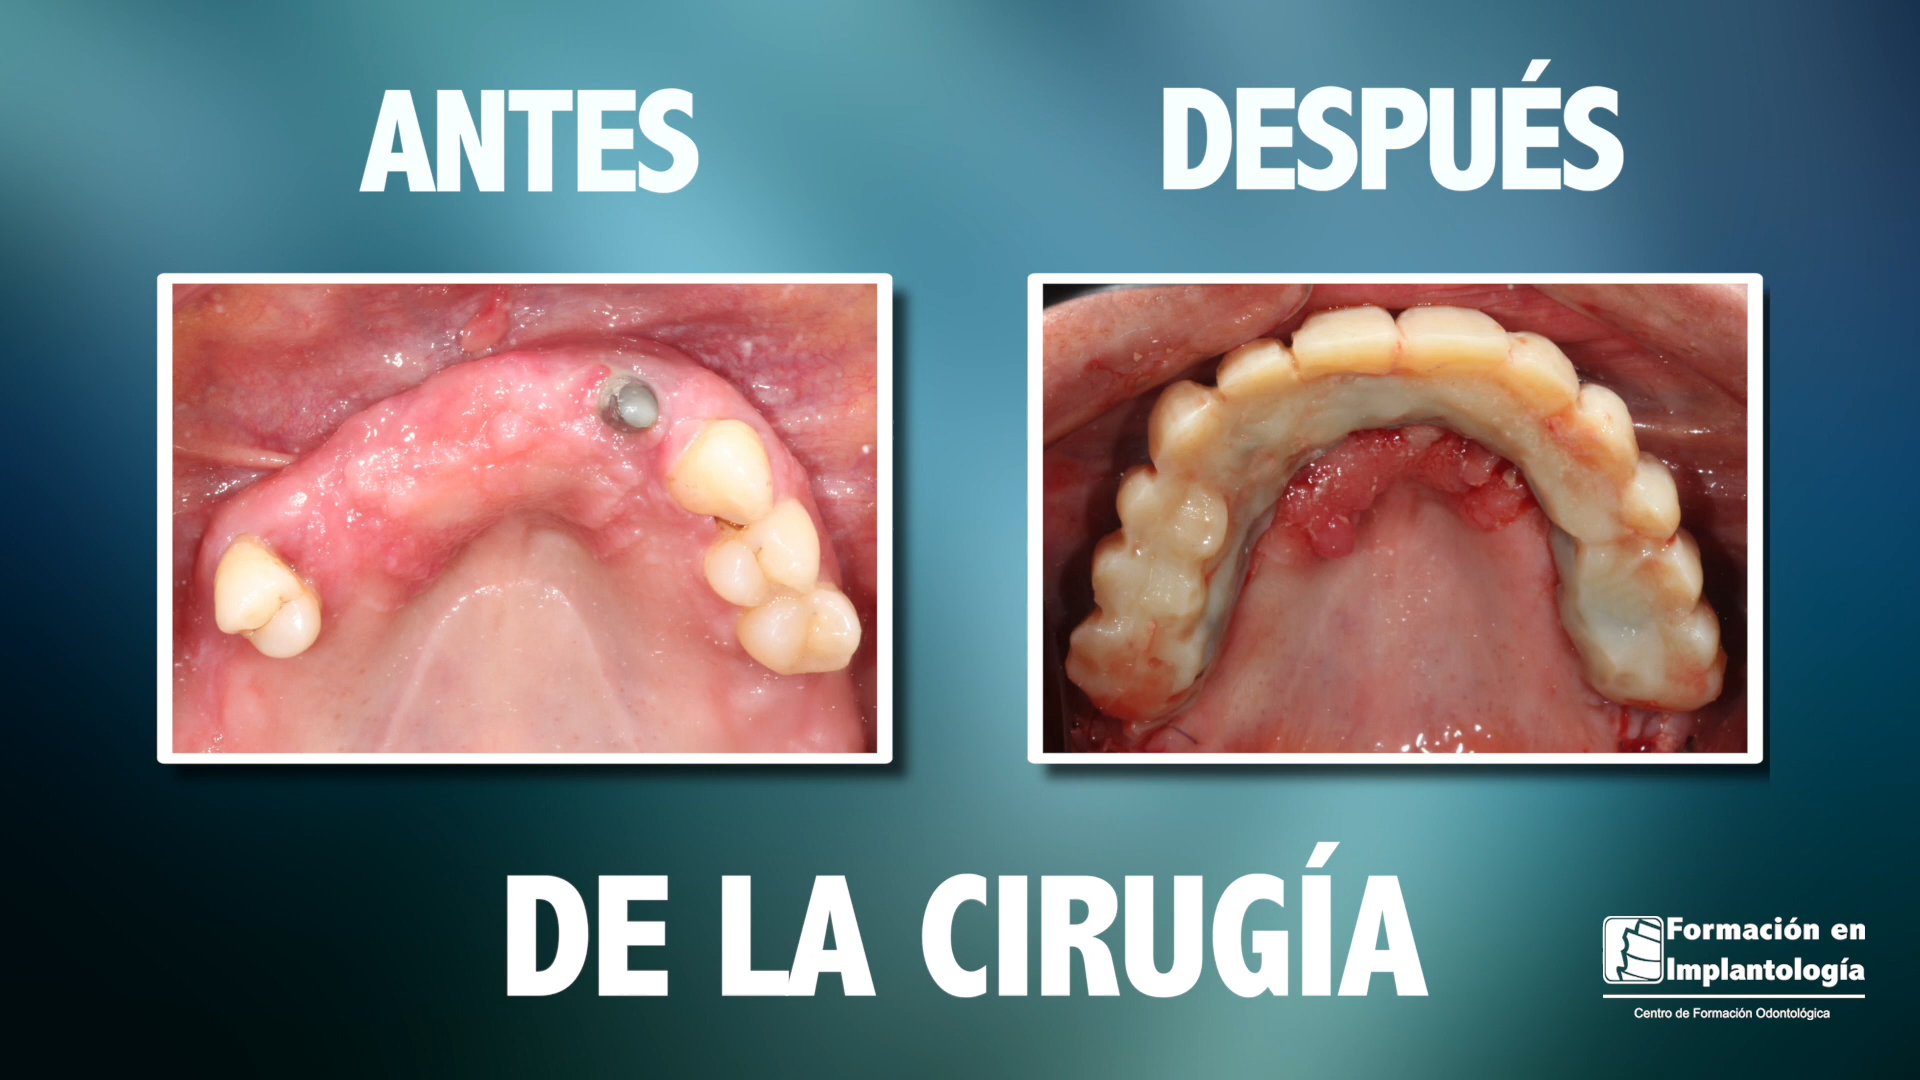 ANTES
DESPUÉS
DE LA CIRUGÍA
Formación en
Implantología
Centro de Formación Odontológica